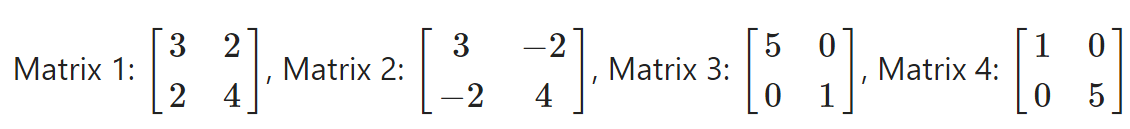 Matrix 1: [3 2; 2 4], Matrix 2: [3 −2; −2 4], Matrix 3: [5 0; 0 1], Matrix 4: [1 0; 0 5]